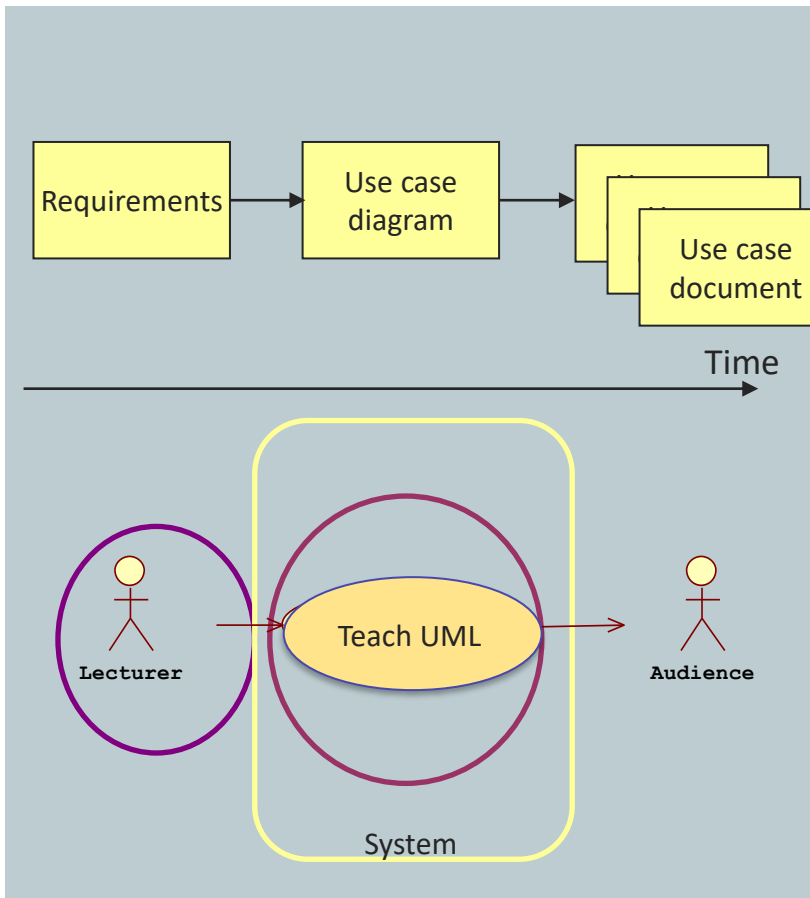 Requirements
Use case
diagram
Use case
document
Time
Lecturer
Teach UML
Audience
System